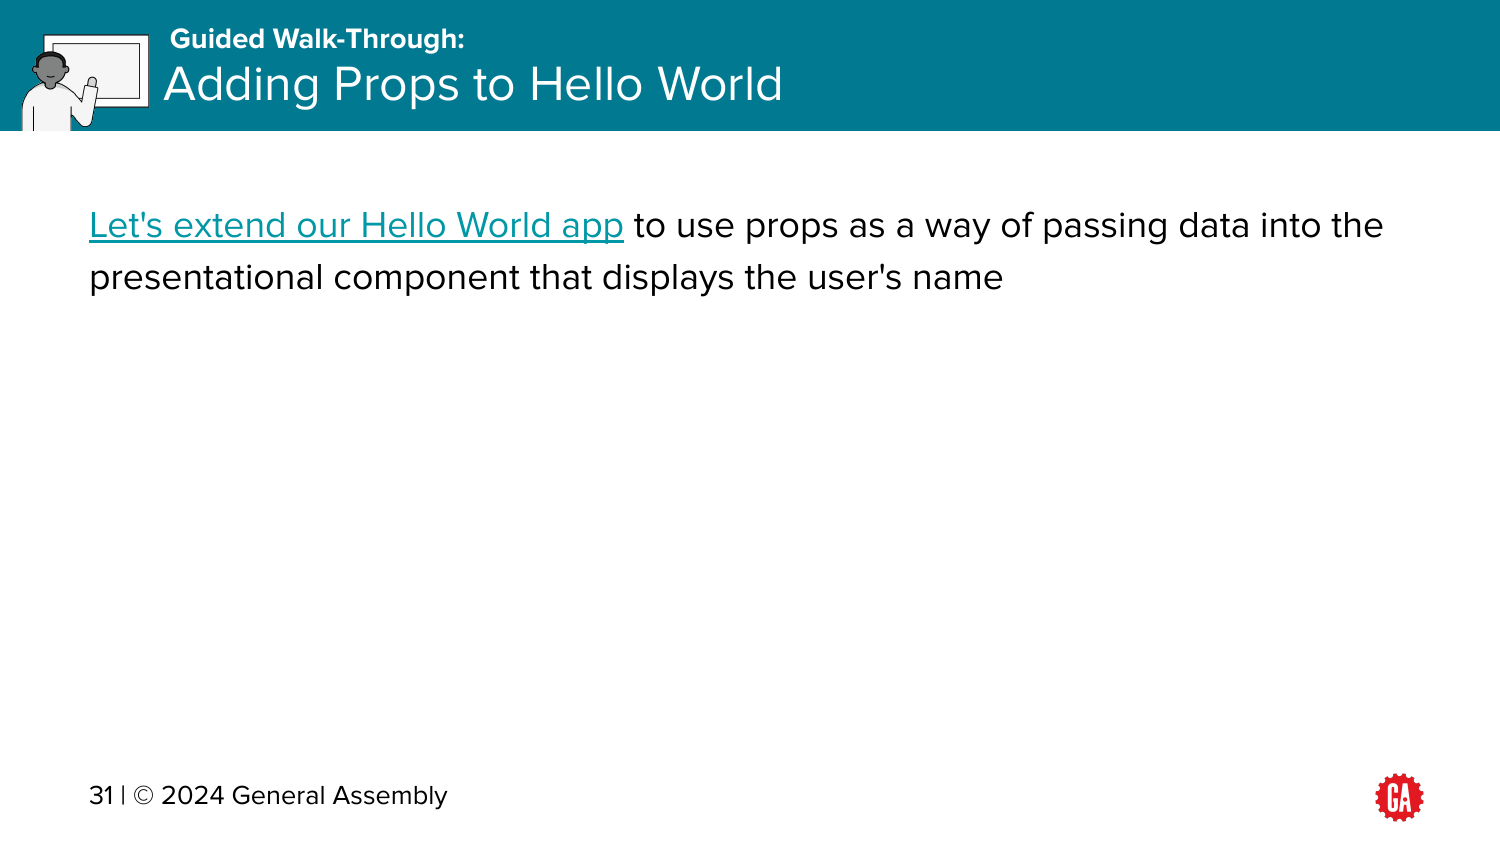 Guided Walk-Through:
Adding Props to Hello World
Let's extend our Hello World app to use props as a way of passing data into the
presentational component that displays the user's name
31 | © 2024 General Assembly
GA